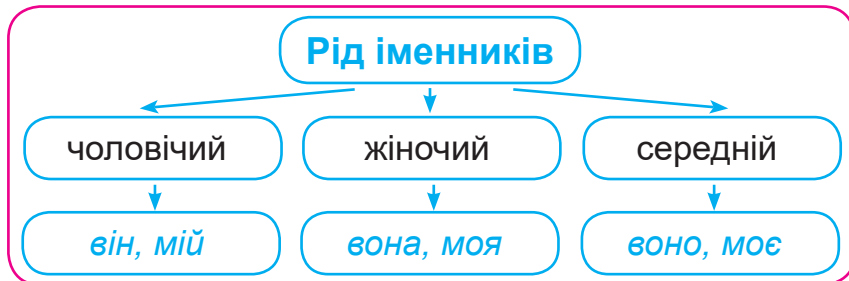 Рід іменників
чоловічий жіночий середній
він, мій вона, моя воно, моє